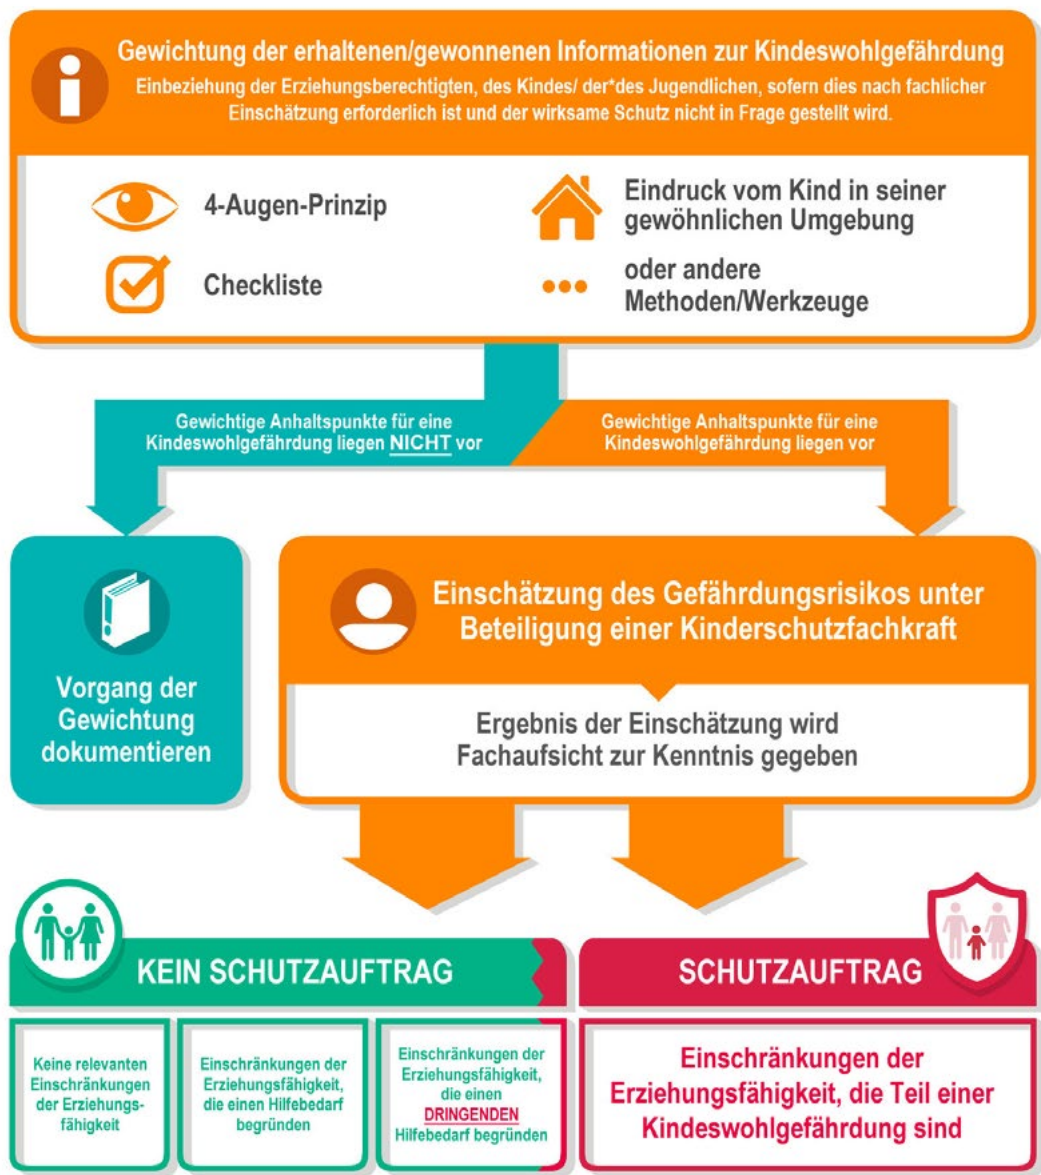 Gewichtung der erhaltenen/gewonnenen Informationen zur Kindeswohlgefährdung
Einbeziehung der Erziehungsberechtigten, des Kindes/ der*des Jugendlichen, sofern dies nach fachlicher
Einschätzung erforderlich ist und der wirksame Schutz nicht in Frage gestellt wird.
4-Augen-Prinzip
Eindruck vom Kind in seiner
gewöhnlichen Umgebung
Checkliste
oder andere
Methoden/Werkzeuge
Gewichtige Anhaltspunkte für eine
Kindeswohlgefährdung liegen NICHT vor
Gewichtige Anhaltspunkte für eine
Kindeswohlgefährdung liegen vor
Vorgang der
Gewichtung
dokumentieren
Einschätzung des Gefährdungsrisikos unter
Beteiligung einer Kinderschutzfachkraft
Ergebnis der Einschätzung wird
Fachaufsicht zur Kenntnis gegeben
KEIN SCHUTZAUFTRAG
Keine relevanten
Einschränkungen
der Erziehungs-
fähigkeit
Einschränkungen der
Erziehungsfähigkeit,
die einen Hilfebedarf
begründen
Einschränkungen der
Erziehungsfähigkeit,
die einen
DRINGENDEN
Hilfebedarf begründen
SCHUTZAUFTRAG
Einschränkungen der
Erziehungsfähigkeit, die Teil einer
Kindeswohlgefährdung sind